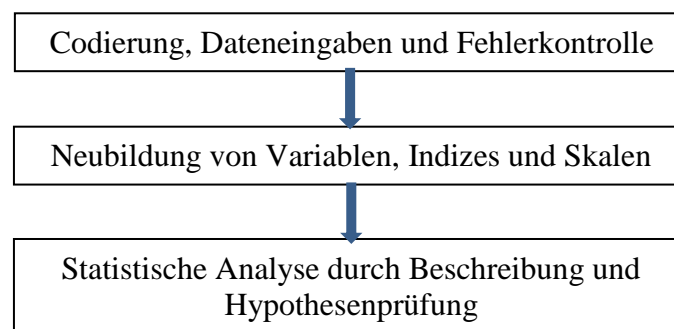 Codierung, Dateneingaben und Fehlerkontrolle
Neubildung von Variablen, Indizes und Skalen
Statistische Analyse durch Beschreibung und
Hypothesenprüfung